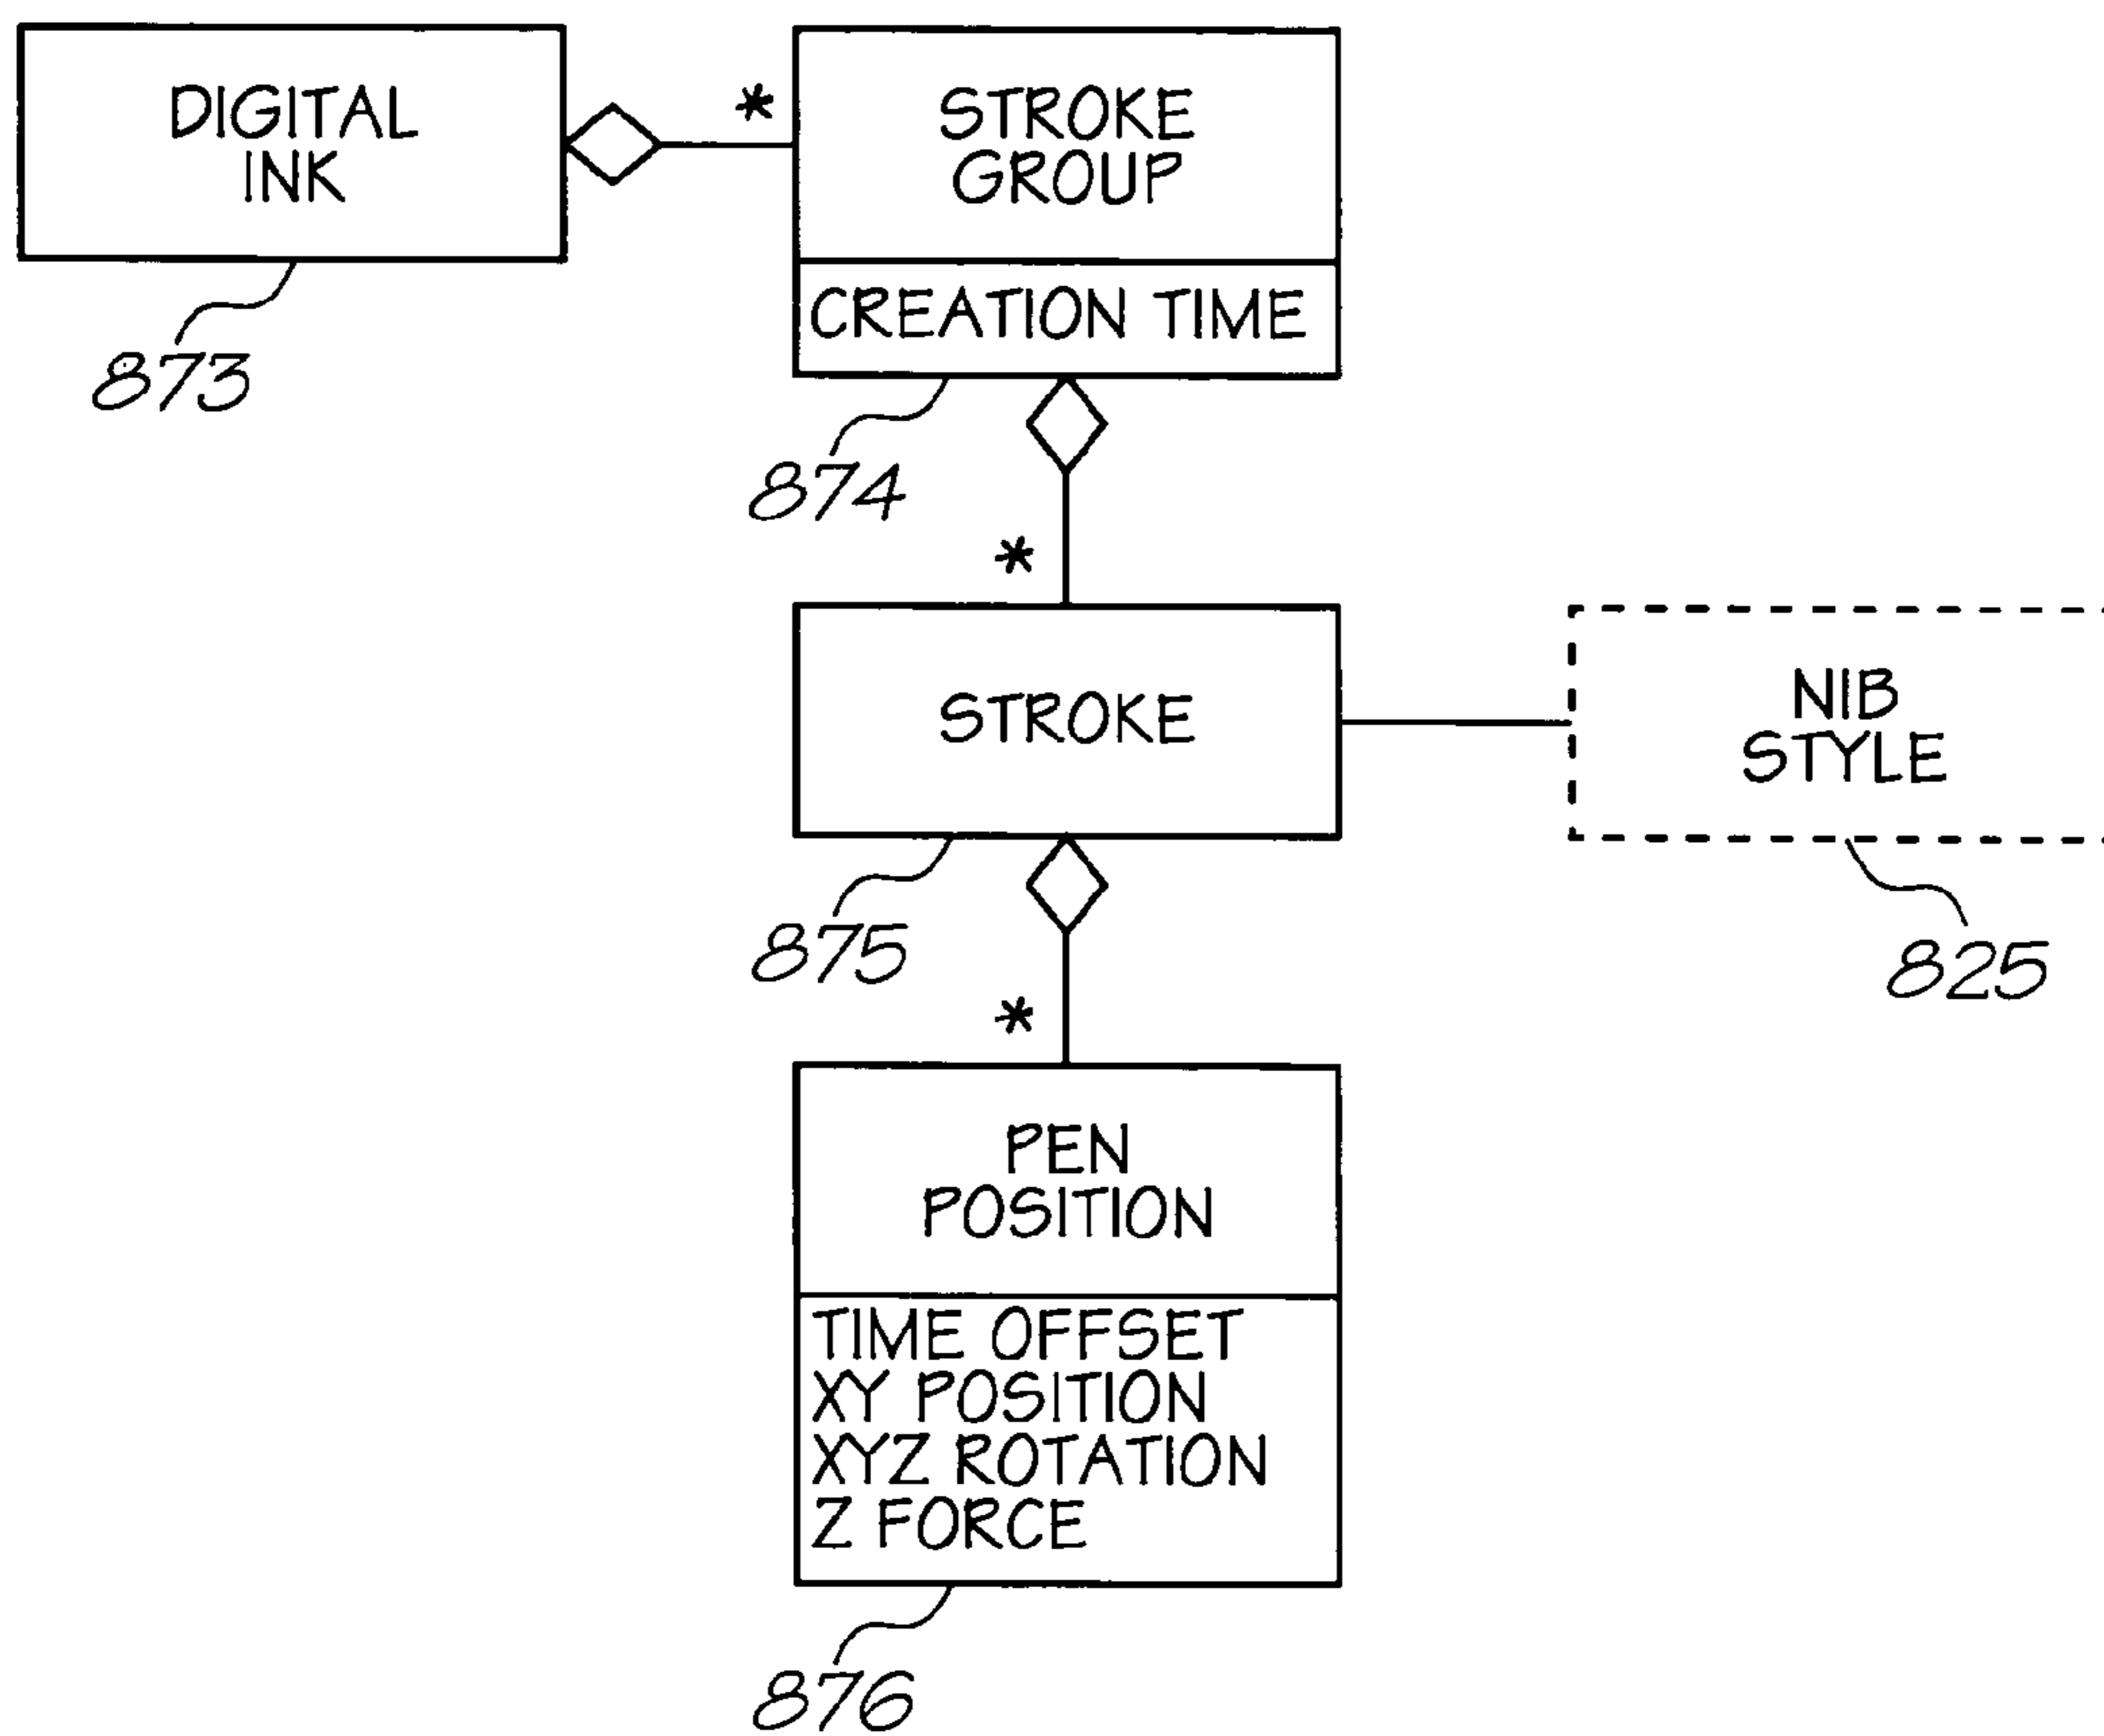 DIGITAL
INK
*
STROKE
GROUP
CREATION TIME
873
874
*
STROKE
NIB
STYLE
875
825
*
PEN
POSITION
TIME OFFSET
XY POSITION
XYZ ROTATION
Z FORCE
876